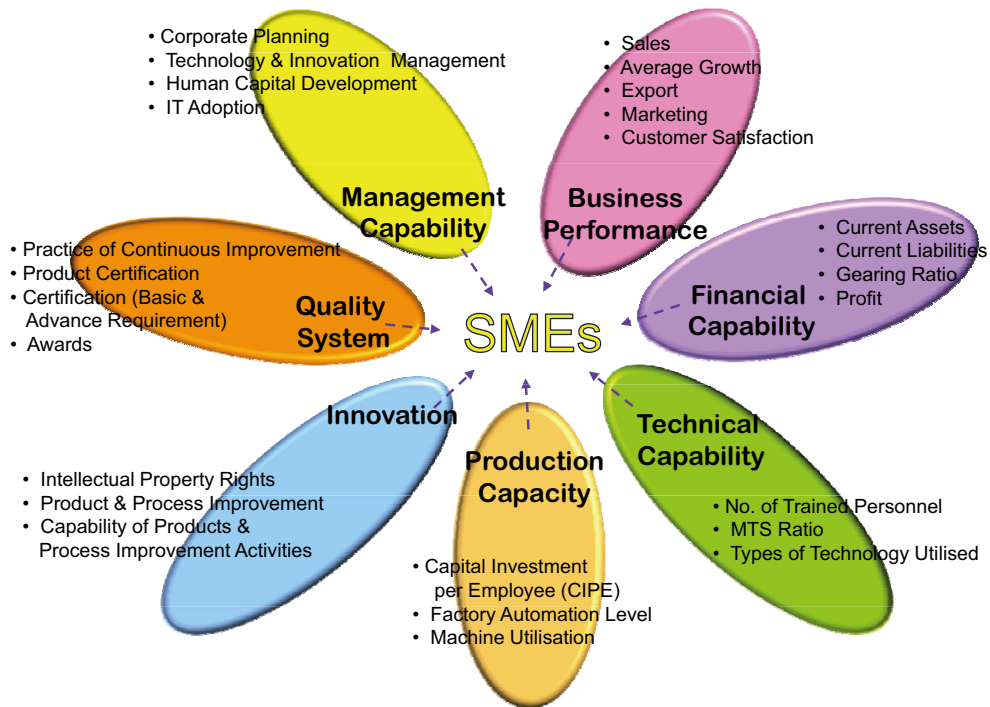 • Corporate Planning
• Technology & Innovation Management
• Human Capital Development
• IT Adoption
Management
Capability
• Sales
• Average Growth
• Export
• Marketing
• Customer Satisfaction
Business
Performance
• Practice of Continuous Improvement
• Product Certification
• Certification (Basic &
Advance Requirement)
• Awards
Quality
System
SMEs
• Current Assets
• Current Liabilities
• Gearing Ratio
• Profit
Financial
Capability
Innovation
• Intellectual Property Rights
• Product & Process Improvement
• Capability of Products &
Process Improvement Activities
Production
Capacity
• Capital Investment
per Employee (CIPE)
• Factory Automation Level
• Machine Utilisation
Technical
Capability
• No. of Trained Personnel
• MTS Ratio
• Types of Technology Utilised